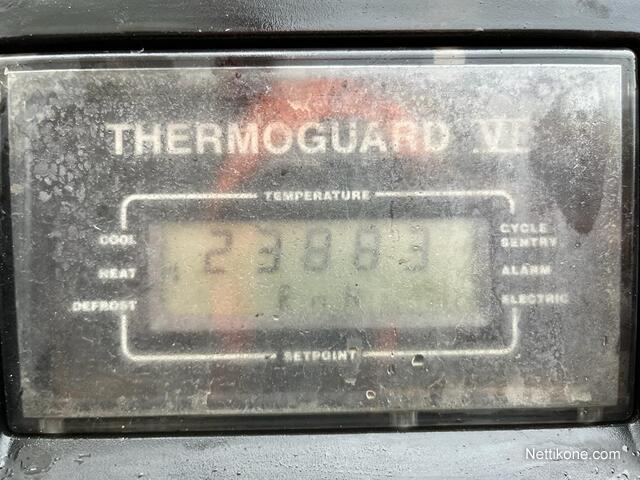 THERMOGUARD VI
TEMPERATURE
COOL
CYCLE
SENTRY
23883
HEAT
ALARM
DEFROST
ELECTRIC
SETPOINT
Nettikone.com